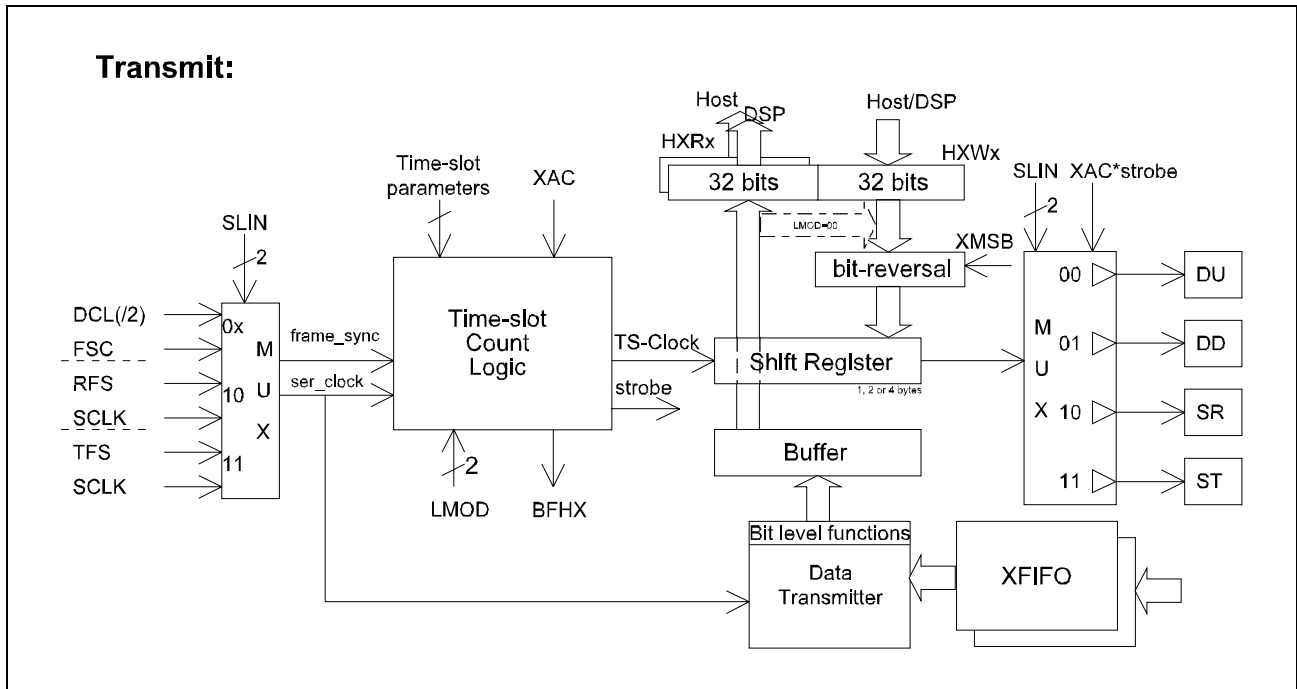 Transmit:
Host
DSP
Host/DSP
HXRx
HXWx
32 bits
32 bits
LMOD=00
XMSB
bit-reversal
Time-slot
parameters
XAC
SLIN
2
DCL(/2)
FSC
RFS
SCLK
TFS
SCLK
0x
10
11
M
U
X
frame_sync
ser_clock
Time-slot
Count
Logic
TS-Clock
strobe
2
LMOD
BFHX
Shift Register
1, 2 or 4 bytes
Buffer
Bit level functions
Data
Transmitter
XFIFO
SLIN
XAC*strobe
2
M
U
X
00
01
10
11
DU
DD
SR
ST